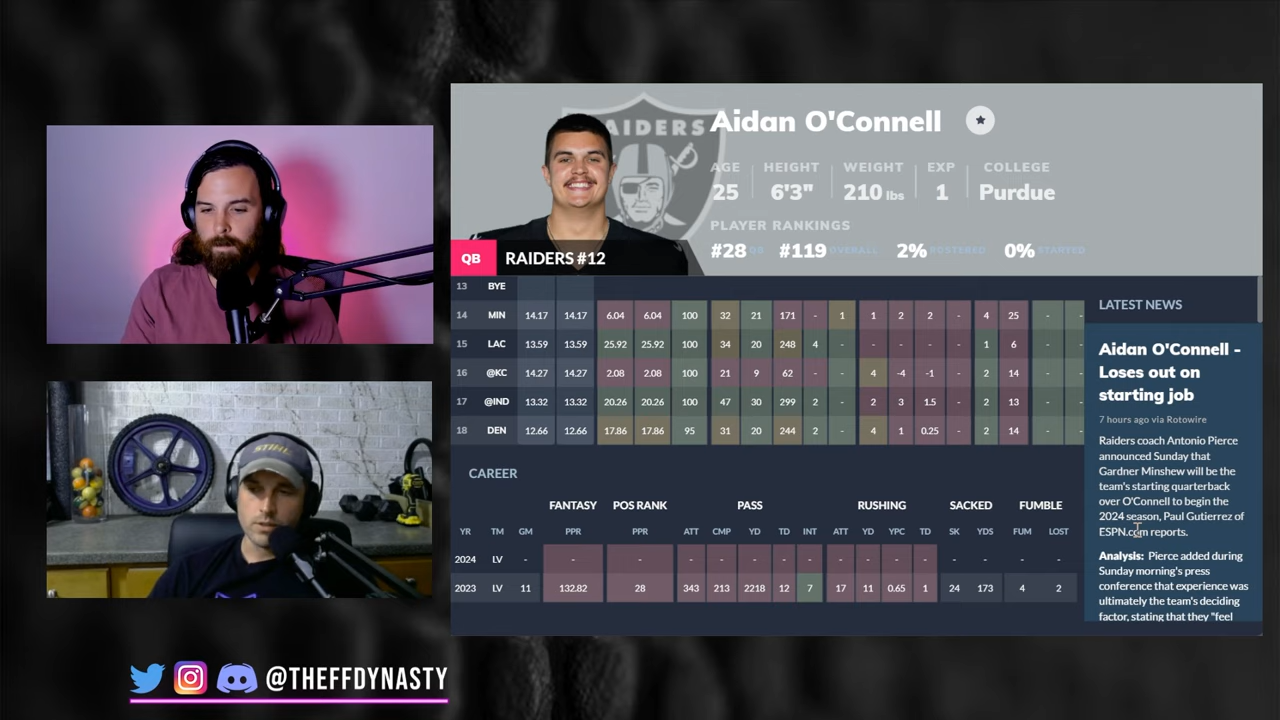 RAIDERS
Aidan O'Connell
AGE HEIGHT WEIGHT EXP COLLEGE
25 6'3" 210 lbs 1 Purdue
PLAYER RANKINGS
#28 QB #119 OVERALL 2% ROSTERED 0% STARTED
QB RAIDERS #12
13 BYE
14 MIN 14.17 14.17 6.04 6.04 100 32 21 171 - 1 1 2 2 - 4 25 - -
15 LAC 13.59 13.59 25.92 25.92 100 34 20 248 4 - - - - - 1 6 - -
16 @KC 14.27 14.27 2.08 2.08 100 21 9 62 - - 4 -4 -1 - 2 14 - -
17 @IND 13.32 13.32 20.26 20.26 100 47 30 299 2 - 2 3 1.5 - 2 13 - -
18 DEN 12.66 12.66 17.86 17.86 95 31 20 244 2 - 4 1 0.25 - 2 14 - -
CAREER
FANTASY POS RANK PASS RUSHING SACKED FUMBLE
YR TM GM PPR PPR ATT CMP YD TD INT ATT YD YPC TD SK YDS FUM LOST
2024 LV - - - - - - - - - - - - - - - -
2023 LV 11 132.82 28 343 213 2218 12 7 17 11 0.65 1 24 173 4 2
LATEST NEWS
Aidan O'Connell -
Loses out on
starting job
7 hours ago via Rotowire
Raiders coach Antonio Pierce
announced Sunday that
Gardner Minshew will be the
team's starting quarterback
over O'Connell to begin the
2024 season, Paul Gutierrez of
ESPN.com reports.
Analysis: Pierce added during
Sunday morning's press
conference that experience was
ultimately the team's deciding
factor, stating that they "feel
STIHL
@THEFFDYNASTY